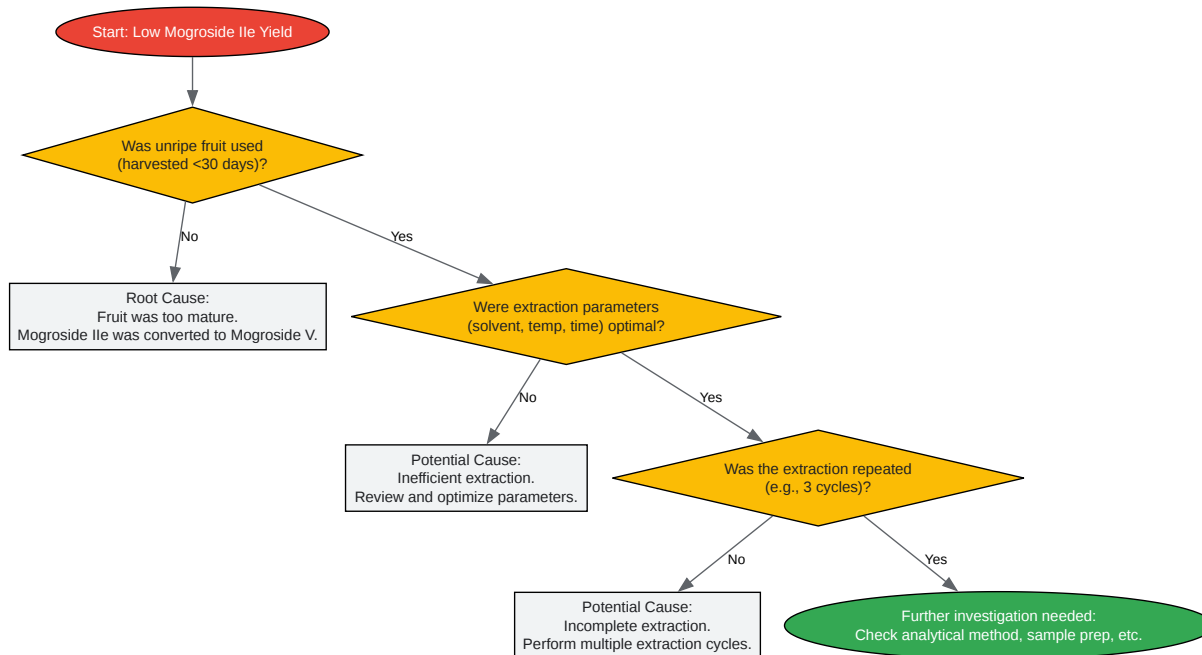 Start: Low Mogroside IIe Yield
Was unripe fruit used
(harvested <30 days)?
No
Yes
Root Cause:
Fruit was too mature.
Mogroside IIe was converted to Mogroside V.
Were extraction parameters
(solvent, temp, time) optimal?
No
Yes
Potential Cause:
Inefficient extraction.
Review and optimize parameters.
Was the extraction repeated
(e.g., 3 cycles)?
No
Yes
Potential Cause:
Incomplete extraction.
Perform multiple extraction cycles.
Further investigation needed:
Check analytical method, sample prep, etc.